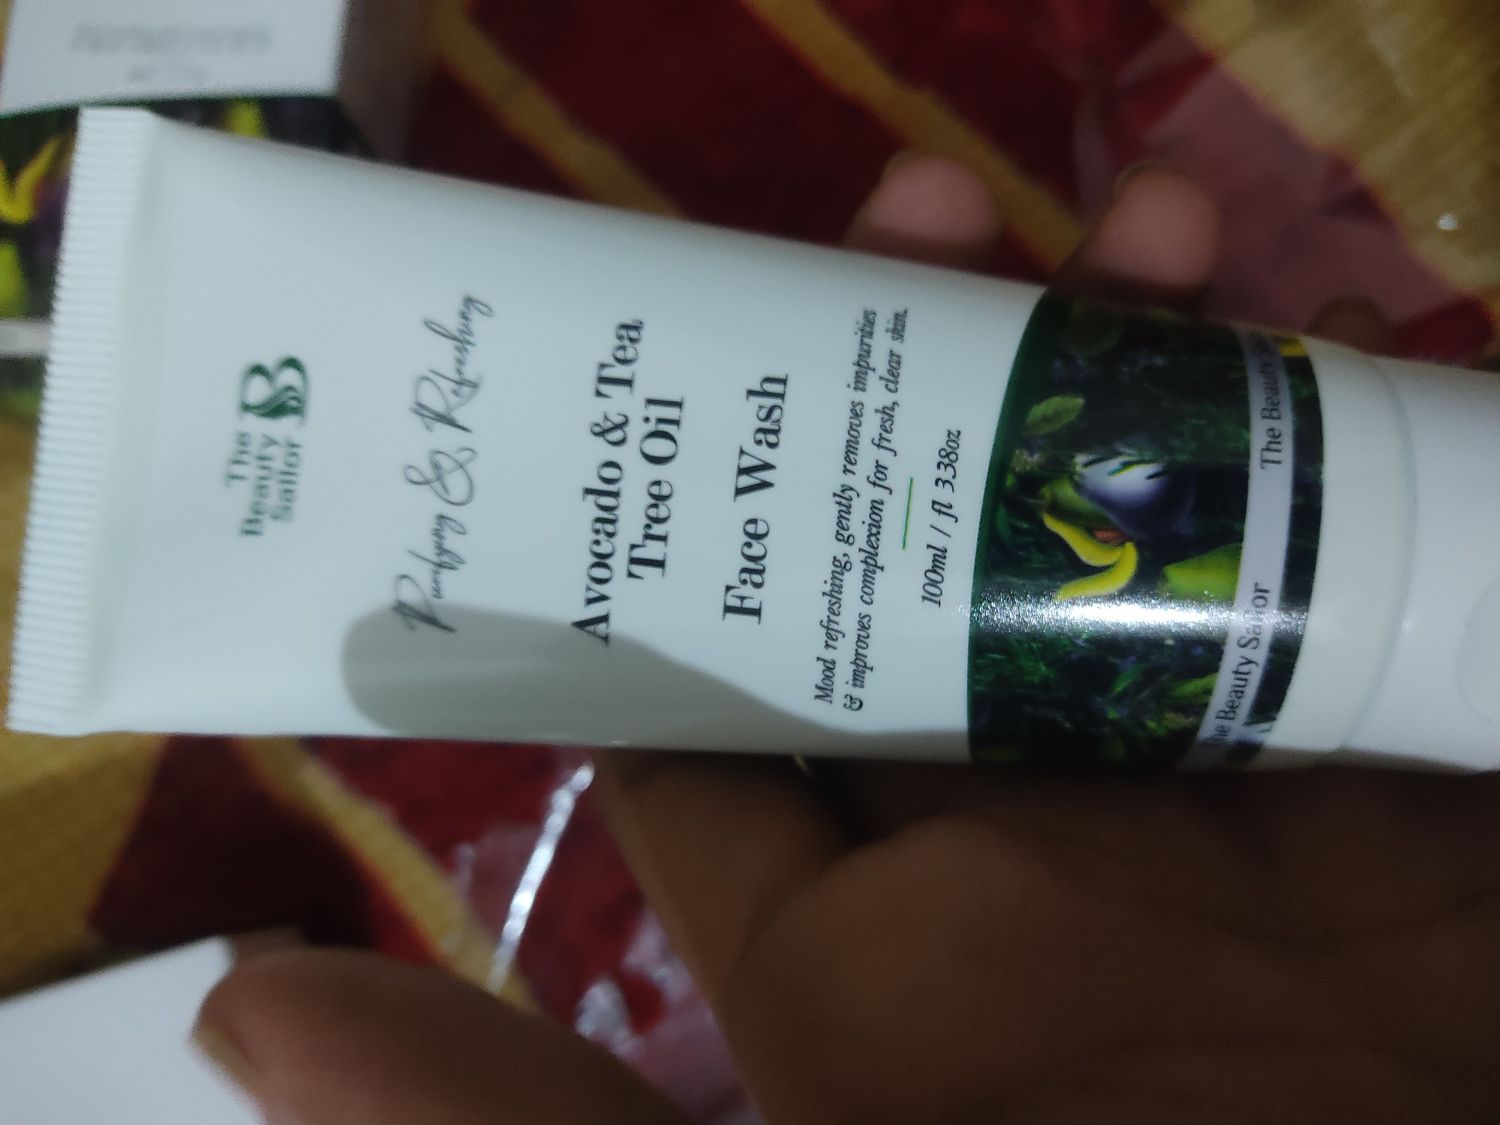 The
Beauty
Sailor
Purifying & Refreshing
Avocado & Tea
Tree Oil
Face Wash
Mood refreshing, gently removes impurities
& improves complexion for fresh, clear skin.
100ml / fl 3.38oz
The Beauty Sailor The Beauty